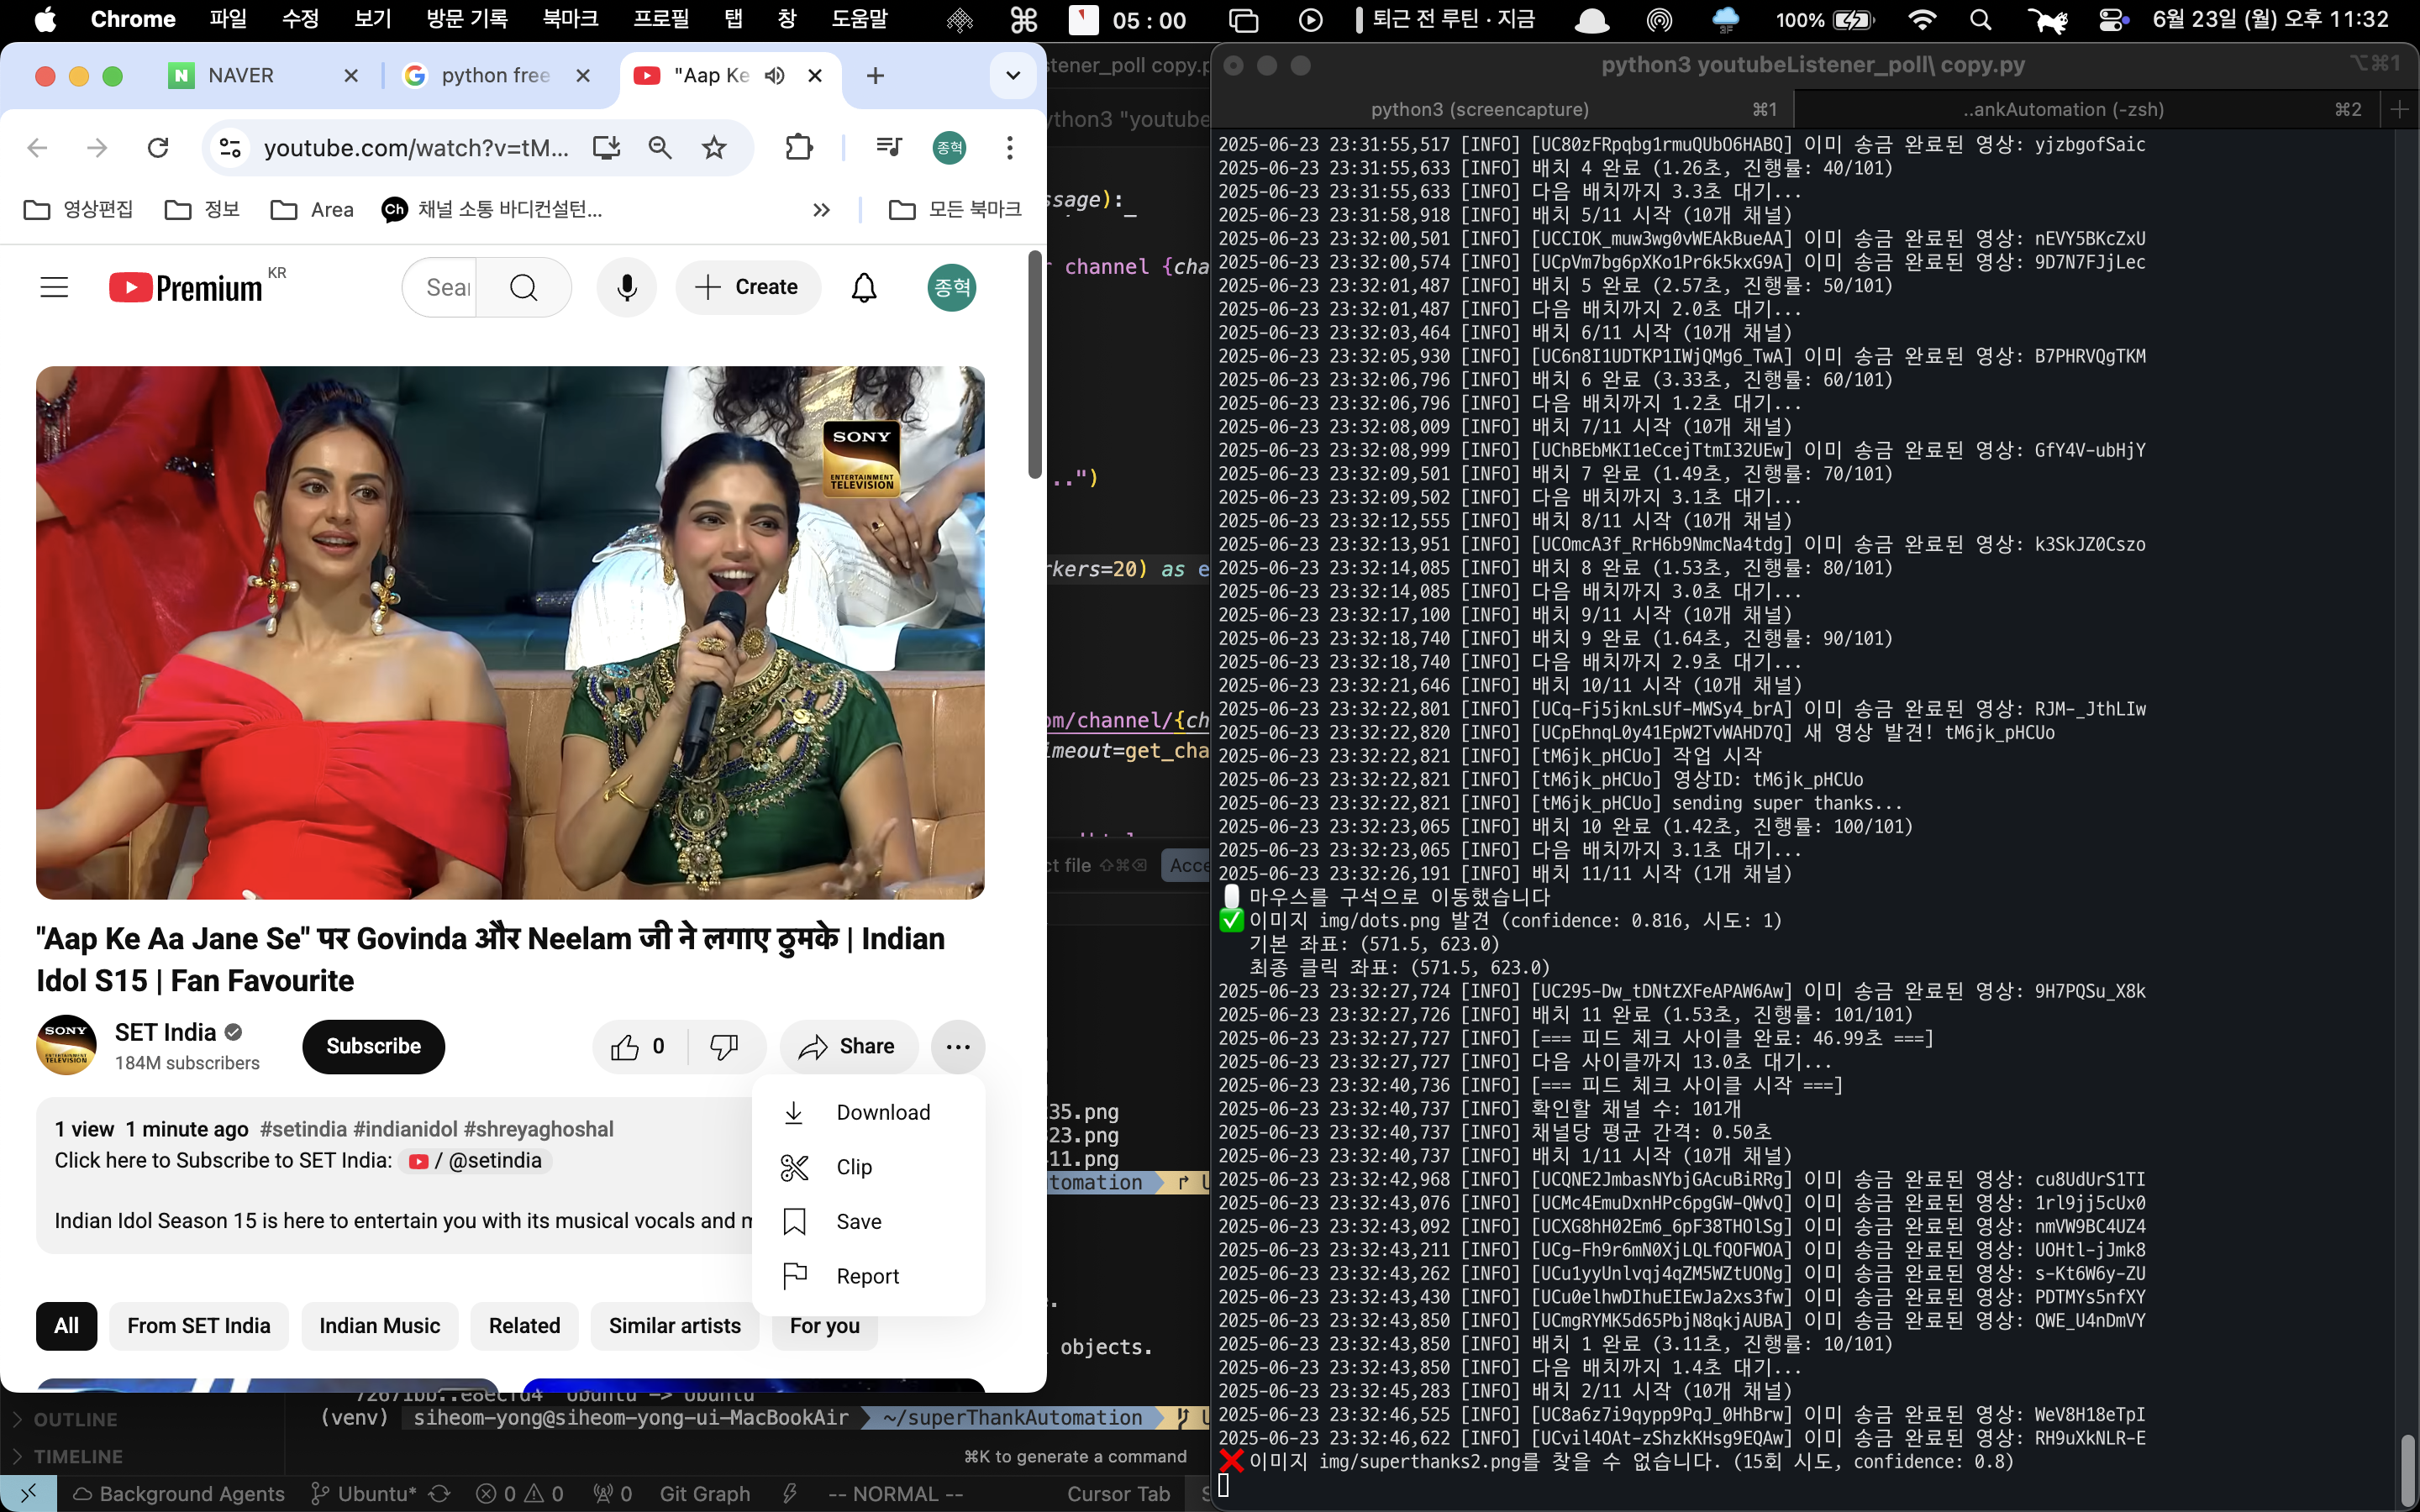 Chrome 파일 수정 보기 방문 기록 북마크 프로필 탭 창 도움말 05 : 00 퇴근 전 루틴 · 지금 3F 100% 6월 23일 (월) 오후 11:32
NAVER
python free
"Aap Ke
youtube.com/watch?v=tM...
종혁
영상편집
정보
Area
Ch 채널 소통 바디컨설턴...
모든 북마크
Premium KR
Sear
Create
종혁
SONY
ENTERTAINMENT
TELEVISION
"Aap Ke Aa Jane Se" पर Govinda और Neelam जी ने लगाए ठुमके | Indian
Idol S15 | Fan Favourite
SONY
SET India
184M subscribers
Subscribe
0
Share
Download
Clip
Save
Report
1 view 1 minute ago #setindia #indianidol #shreyaghoshal
Click here to Subscribe to SET India: / @setindia
Indian Idol Season 15 is here to entertain you with its musical vocals and m
All
From SET India
Indian Music
Related
Similar artists
For you
stener_poll copy.p
ython3 "youtube
ssage):
r channel {cha
..")
rkers=20) as e
om/channel/{ch
imeout=get_cha
ct file Acce
35.png
23.png
11.png
tomation
objects.
(venv) siheom-yong@siheom-yong-ui-MacBookAir ~/superThankAutomation
OUTLINE
TIMELINE
⌘K to generate a command
Background Agents Ubuntu* 0 0 0 Git Graph -- NORMAL -- Cursor Tab
python3 youtubeListener_poll\ copy.py ⌥⌘1
python3 (screencapture) ⌘1 ..ankAutomation (-zsh) ⌘2
2025-06-23 23:31:55,517 [INFO] [UC80zFRpqbg1rmuQUbO6HABQ] 이미 송금 완료된 영상: yjzbgofSaic
2025-06-23 23:31:55,633 [INFO] 배치 4 완료 (1.26초, 진행률: 40/101)
2025-06-23 23:31:55,633 [INFO] 다음 배치까지 3.3초 대기...
2025-06-23 23:31:58,918 [INFO] 배치 5/11 시작 (10개 채널)
2025-06-23 23:32:00,501 [INFO] [UCCIOK_muw3wg0vWEAkBueAA] 이미 송금 완료된 영상: nEVY5BKcZxU
2025-06-23 23:32:00,574 [INFO] [UCpVm7bg6pXKo1Pr6k5kxG9A] 이미 송금 완료된 영상: 9D7N7FJjLec
2025-06-23 23:32:01,487 [INFO] 배치 5 완료 (2.57초, 진행률: 50/101)
2025-06-23 23:32:01,487 [INFO] 다음 배치까지 2.0초 대기...
2025-06-23 23:32:03,464 [INFO] 배치 6/11 시작 (10개 채널)
2025-06-23 23:32:05,930 [INFO] [UC6n8I1UDTKP1IWjQMg6_TwA] 이미 송금 완료된 영상: B7PHRVQgTKM
2025-06-23 23:32:06,796 [INFO] 배치 6 완료 (3.33초, 진행률: 60/101)
2025-06-23 23:32:06,796 [INFO] 다음 배치까지 1.2초 대기...
2025-06-23 23:32:08,009 [INFO] 배치 7/11 시작 (10개 채널)
2025-06-23 23:32:08,999 [INFO] [UChBEbMKI1eCcejTtmI32UEw] 이미 송금 완료된 영상: GfY4V-ubHjY
2025-06-23 23:32:09,501 [INFO] 배치 7 완료 (1.49초, 진행률: 70/101)
2025-06-23 23:32:09,502 [INFO] 다음 배치까지 3.1초 대기...
2025-06-23 23:32:12,555 [INFO] 배치 8/11 시작 (10개 채널)
2025-06-23 23:32:13,951 [INFO] [UCOmcA3f_RrH6b9NmcNa4tdg] 이미 송금 완료된 영상: k3SkJZ0Cszo
2025-06-23 23:32:14,085 [INFO] 배치 8 완료 (1.53초, 진행률: 80/101)
2025-06-23 23:32:14,085 [INFO] 다음 배치까지 3.0초 대기...
2025-06-23 23:32:17,100 [INFO] 배치 9/11 시작 (10개 채널)
2025-06-23 23:32:18,740 [INFO] 배치 9 완료 (1.64초, 진행률: 90/101)
2025-06-23 23:32:18,740 [INFO] 다음 배치까지 2.9초 대기...
2025-06-23 23:32:21,646 [INFO] 배치 10/11 시작 (10개 채널)
2025-06-23 23:32:22,801 [INFO] [UCq-Fj5jknLsUf-MWSy4_brA] 이미 송금 완료된 영상: RJM-_JthLIw
2025-06-23 23:32:22,820 [INFO] [UCpEhnqL0y41EpW2TvWAHD7Q] 새 영상 발견! tM6jk_pHCUo
2025-06-23 23:32:22,821 [INFO] [tM6jk_pHCUo] 작업 시작
2025-06-23 23:32:22,821 [INFO] [tM6jk_pHCUo] 영상ID: tM6jk_pHCUo
2025-06-23 23:32:22,821 [INFO] [tM6jk_pHCUo] sending super thanks...
2025-06-23 23:32:23,065 [INFO] 배치 10 완료 (1.42초, 진행률: 100/101)
2025-06-23 23:32:23,065 [INFO] 다음 배치까지 3.1초 대기...
2025-06-23 23:32:26,191 [INFO] 배치 11/11 시작 (1개 채널)
마우스를 구석으로 이동했습니다
✅ 이미지 img/dots.png 발견 (confidence: 0.816, 시도: 1)
기본 좌표: (571.5, 623.0)
최종 클릭 좌표: (571.5, 623.0)
2025-06-23 23:32:27,724 [INFO] [UC295-Dw_tDNtZXFeAPAW6Aw] 이미 송금 완료된 영상: 9H7PQSu_X8k
2025-06-23 23:32:27,726 [INFO] 배치 11 완료 (1.53초, 진행률: 101/101)
2025-06-23 23:32:27,727 [INFO] [=== 피드 체크 사이클 완료: 46.99초 ===]
2025-06-23 23:32:27,727 [INFO] 다음 사이클까지 13.0초 대기...
2025-06-23 23:32:40,736 [INFO] [=== 피드 체크 사이클 시작 ===]
2025-06-23 23:32:40,737 [INFO] 확인할 채널 수: 101개
2025-06-23 23:32:40,737 [INFO] 채널당 평균 간격: 0.50초
2025-06-23 23:32:40,737 [INFO] 배치 1/11 시작 (10개 채널)
2025-06-23 23:32:42,968 [INFO] [UCQNE2JmbasNYbjGAcuBiRRg] 이미 송금 완료된 영상: cu8UdUrS1TI
2025-06-23 23:32:43,076 [INFO] [UCMc4EmuDxnHPc6pgGW-QWvQ] 이미 송금 완료된 영상: 1rl9jj5cUx0
2025-06-23 23:32:43,092 [INFO] [UCXG8hH02Em6_6pF38THOlSg] 이미 송금 완료된 영상: nmVW9BC4UZ4
2025-06-23 23:32:43,211 [INFO] [UCg-Fh9r6mN0XjLQLfQOFWOA] 이미 송금 완료된 영상: UOHtl-jJmk8
2025-06-23 23:32:43,262 [INFO] [UCu1yyUnlvqj4qZM5WZtUONg] 이미 송금 완료된 영상: s-Kt6W6y-ZU
2025-06-23 23:32:43,430 [INFO] [UCu0elhwDIhuEIEwJa2xs3fw] 이미 송금 완료된 영상: PDTMYs5nfXY
2025-06-23 23:32:43,850 [INFO] [UCmgRYMK5d65PbjN8qkjAUBA] 이미 송금 완료된 영상: QWE_U4nDmVY
2025-06-23 23:32:43,850 [INFO] 배치 1 완료 (3.11초, 진행률: 10/101)
2025-06-23 23:32:43,850 [INFO] 다음 배치까지 1.4초 대기...
2025-06-23 23:32:45,283 [INFO] 배치 2/11 시작 (10개 채널)
2025-06-23 23:32:46,525 [INFO] [UC8a6z7i9qypp9PqJ_0HhBrw] 이미 송금 완료된 영상: WeV8H18eTpI
2025-06-23 23:32:46,622 [INFO] [UCvil4OAt-zShzkKHsg9EQAw] 이미 송금 완료된 영상: RH9uXkNLR-E
❌ 이미지 img/superthanks2.png를 찾을 수 없습니다. (15회 시도, confidence: 0.8)